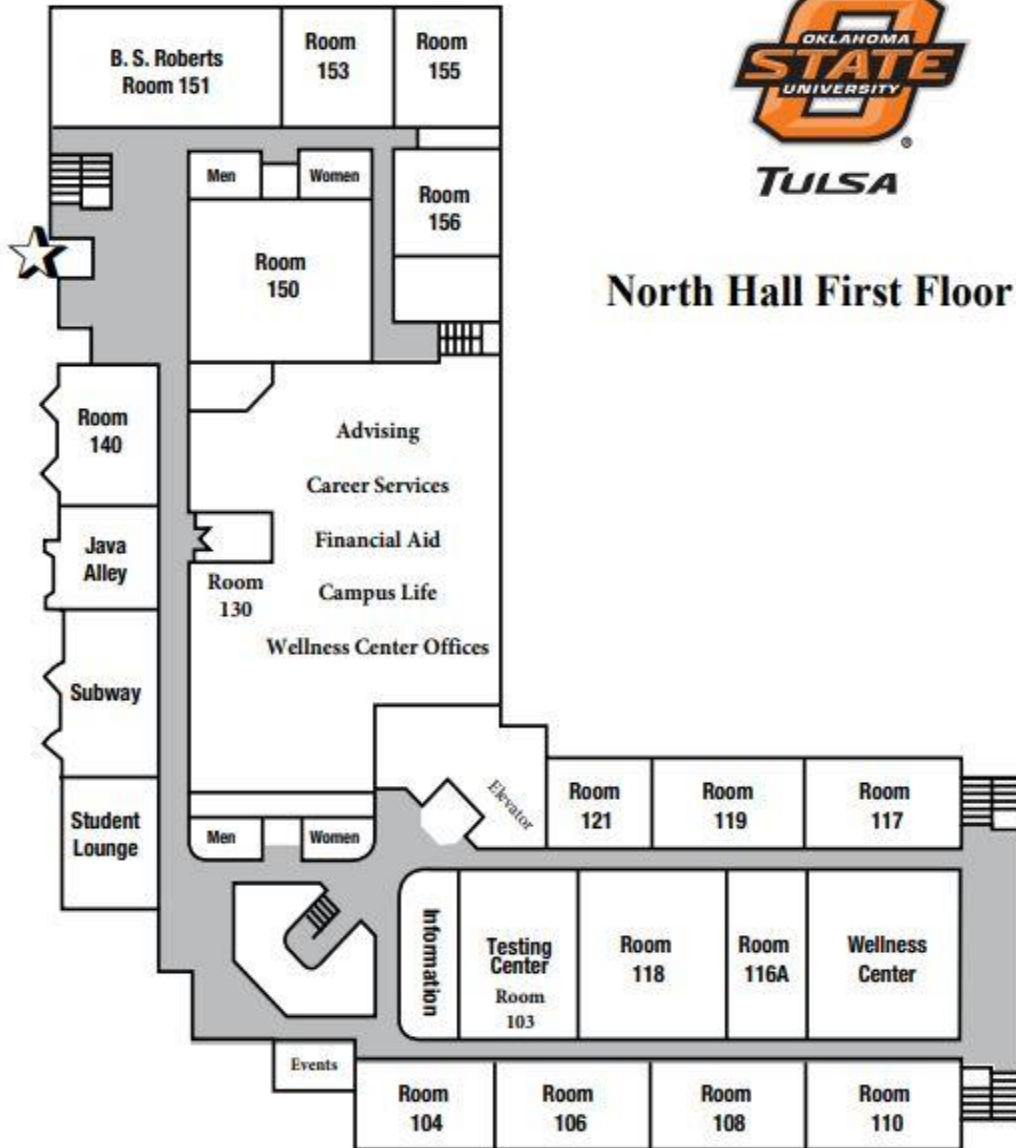 B. S. Roberts
Room 151
Room
153
Room
155
OKLAHOMA
STATE
UNIVERSITY
®
TULSA
Men
Women
Room
156
Room
150
North Hall First Floor
Room
140
Advising
Career Services
Java
Alley
Financial Aid
Room
130
Campus Life
Wellness Center Offices
Subway
Student
Lounge
Men
Women
Elevator
Room
121
Room
119
Room
117
Information
Testing
Center
Room
103
Room
118
Room
116A
Wellness
Center
Events
Room
104
Room
106
Room
108
Room
110